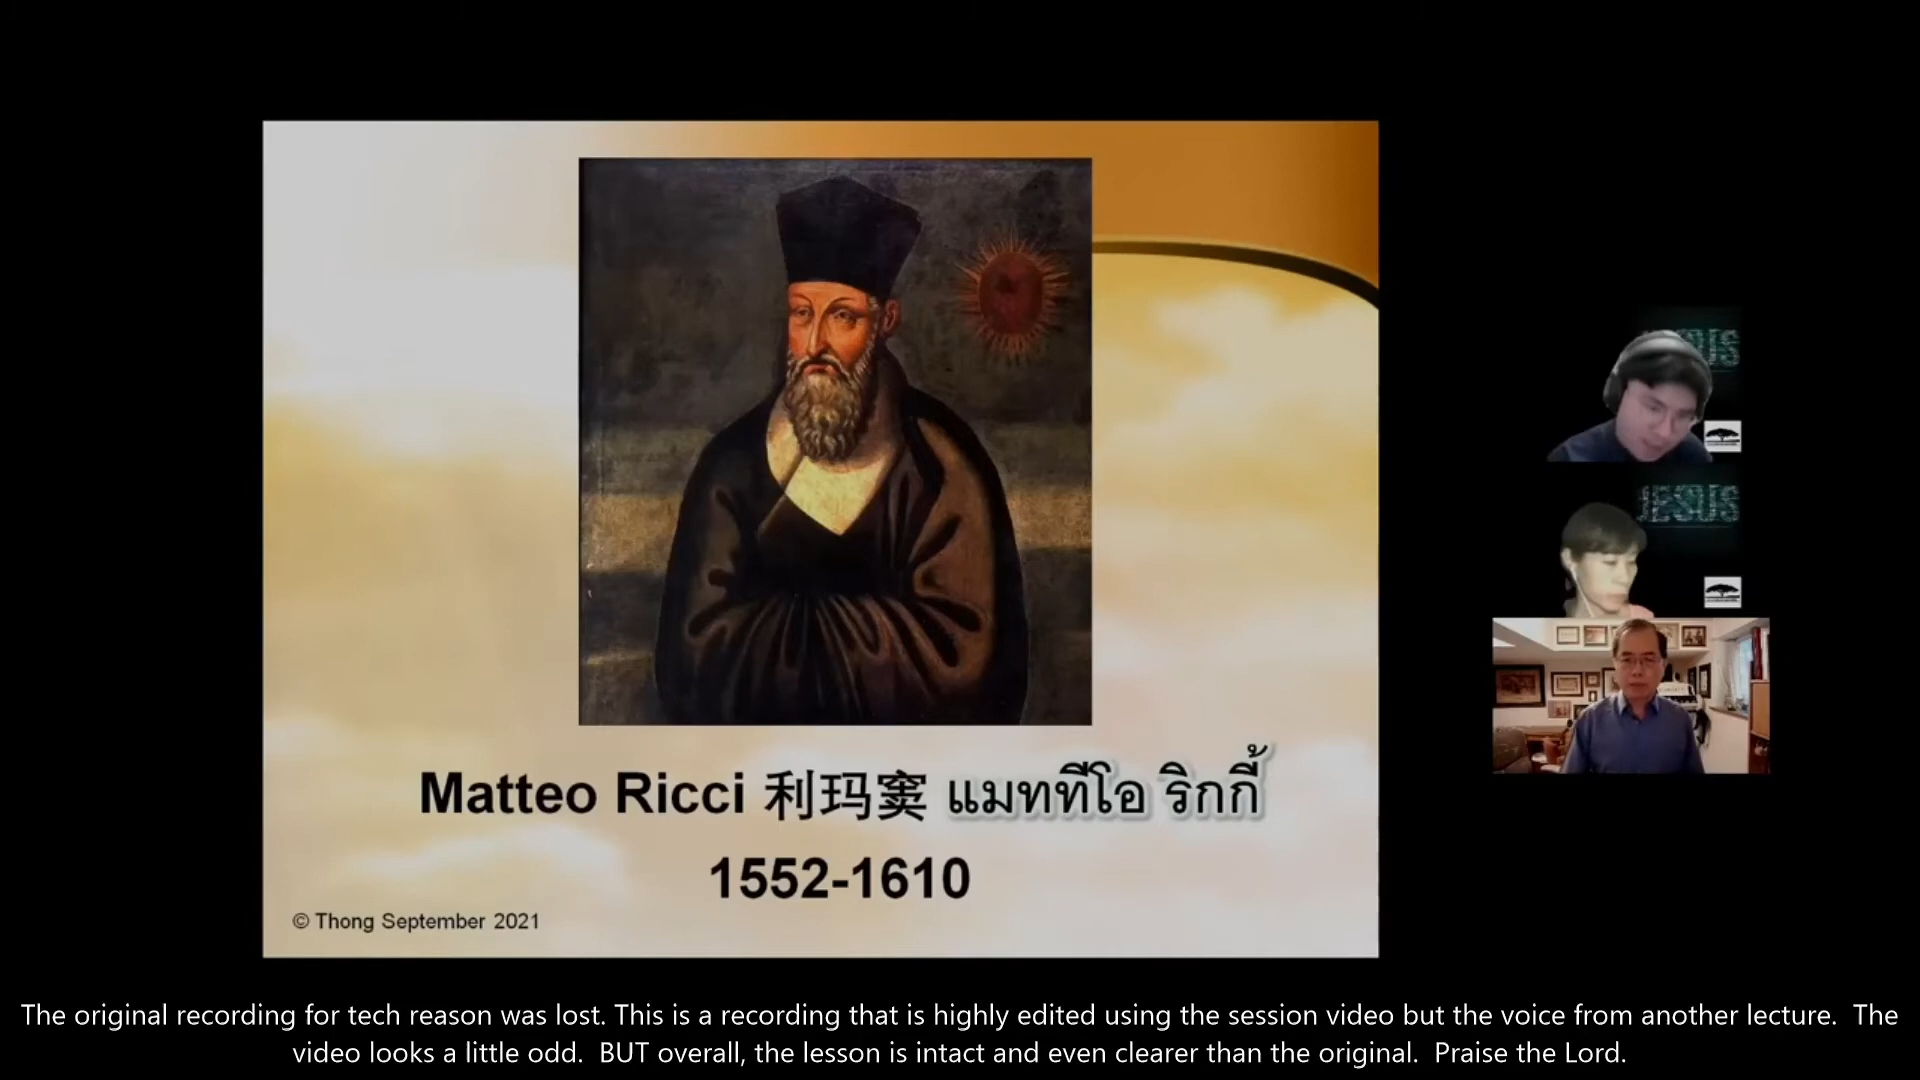 Matteo Ricci 利玛窦 แมททีโอ ริกกี้
1552-1610
© Thong September 2021
JESUS
The original recording for tech reason was lost. This is a recording that is highly edited using the session video but the voice from another lecture.  The
video looks a little odd.  BUT overall, the lesson is intact and even clearer than the original.  Praise the Lord.